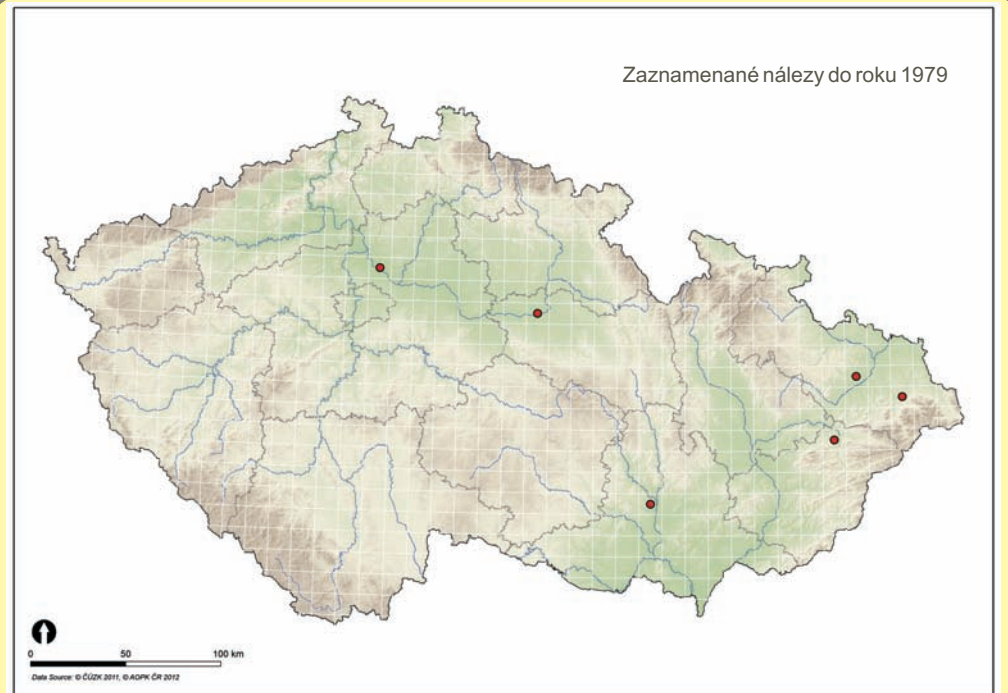 Zaznamenané nálezy do roku 1979
0 50 100 km
Data Source: © ČÚZK 2011, © AOPK ČR 2012